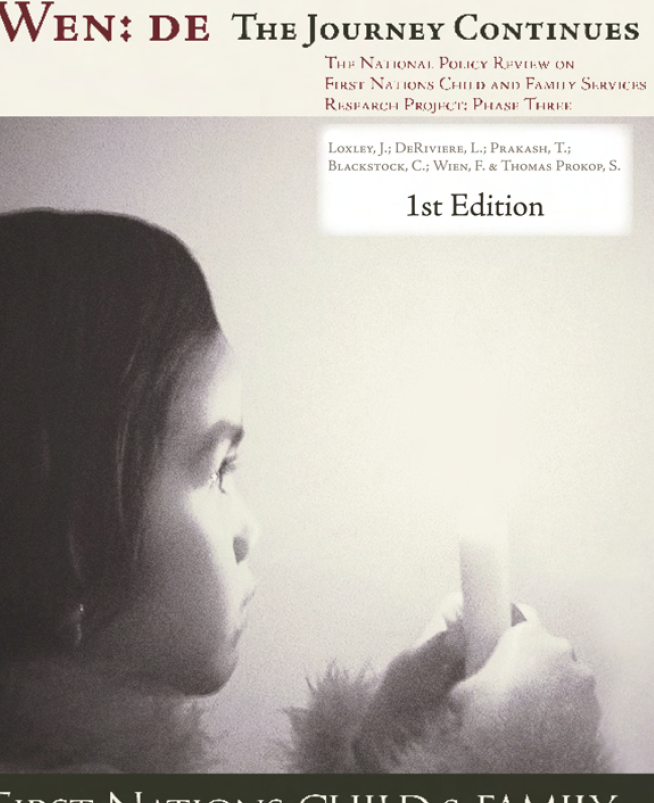 WEN: DE THE JOURNEY CONTINUES
THE NATIONAL POLICY REVIEW ON
FIRST NATIONS CHILD AND FAMILY SERVICES
RESEARCH PROJECT: PHASE THREE
LOXLEY, J.; DERIVIERE, L.; PRAKASH, T.;
BLACKSTOCK, C.; WIEN, F. & THOMAS PROKOP, S.
1st Edition
FIRST NATIONS CHILD & FAMILY